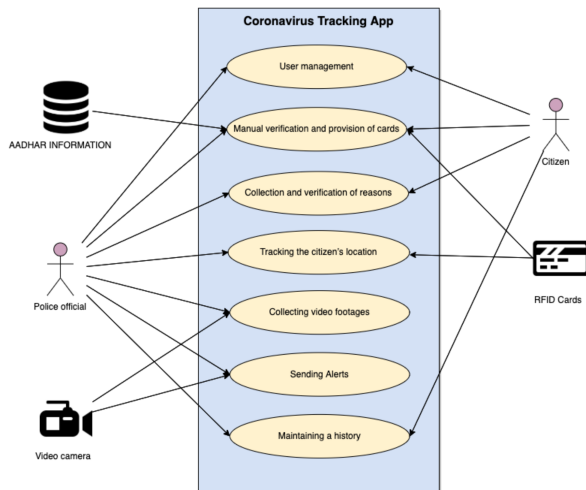 Coronavirus Tracking App
User management
AADHAR INFORMATION
Manual verification and provision of cards
Citizen
Collection and verification of reasons
Tracking the citizen's location
Police official
RFID Cards
Collecting video footages
Sending Alerts
Maintaining a history
Video camera